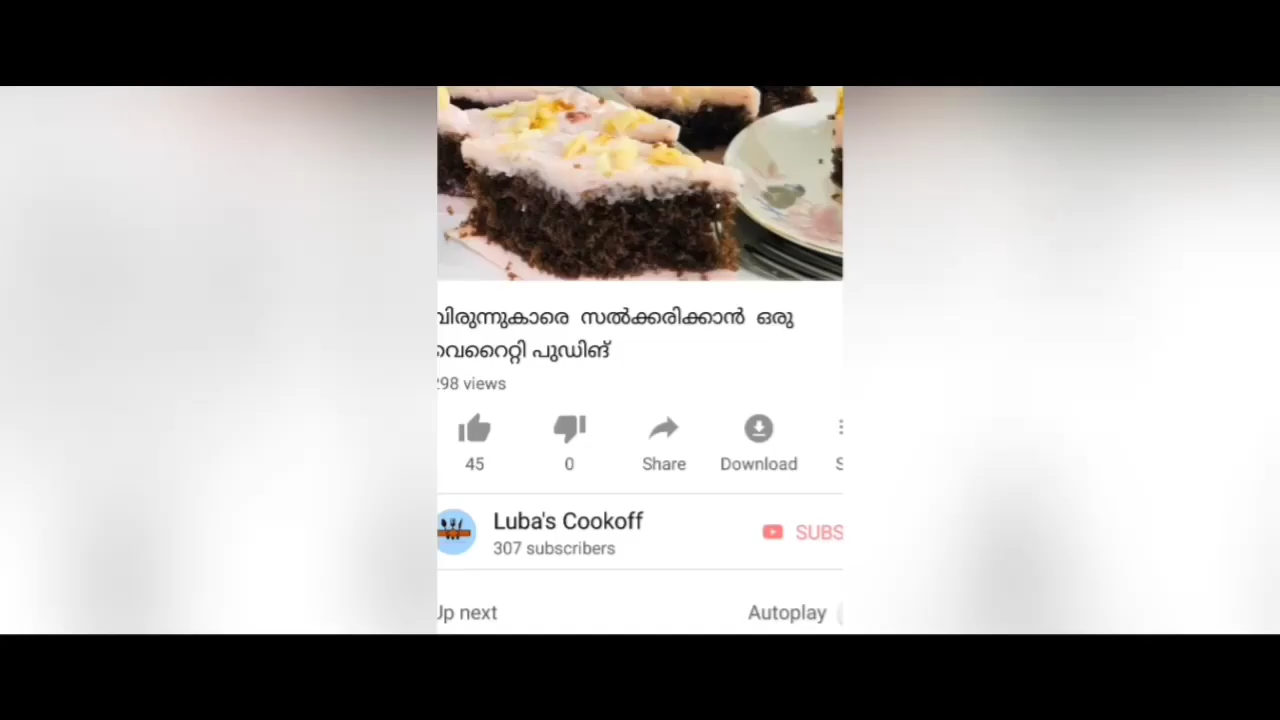 വിരുന്നുകാരെ സൽക്കരിക്കാൻ ഒരു
വെറൈറ്റി പുഡിങ്
298 views
45
0
Share
Download
S
Luba's Cookoff
307 subscribers
SUBS
Up next
Autoplay